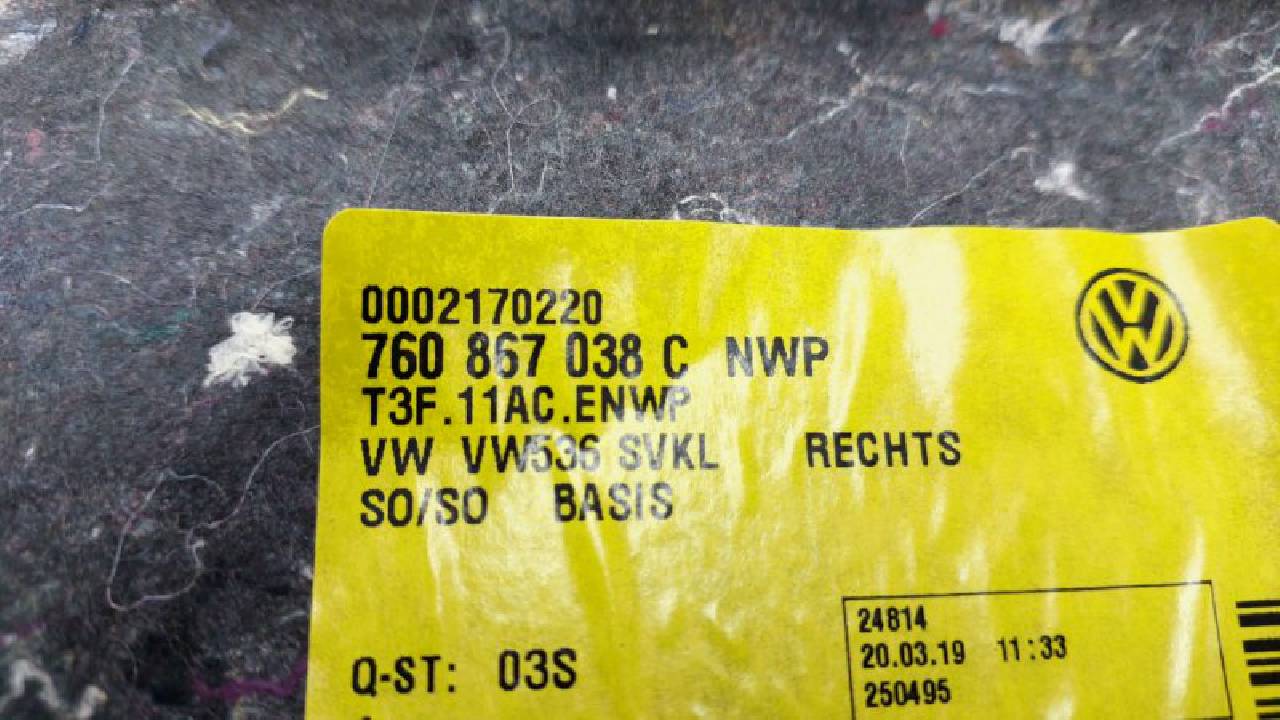 0002170220
760 867 038 C NWP
T3F.11AC.ENWP
VW VW536 SVKL RECHTS
SO/SO BASIS
Q-ST: 03S
24814
20.03.19 11:33
250495